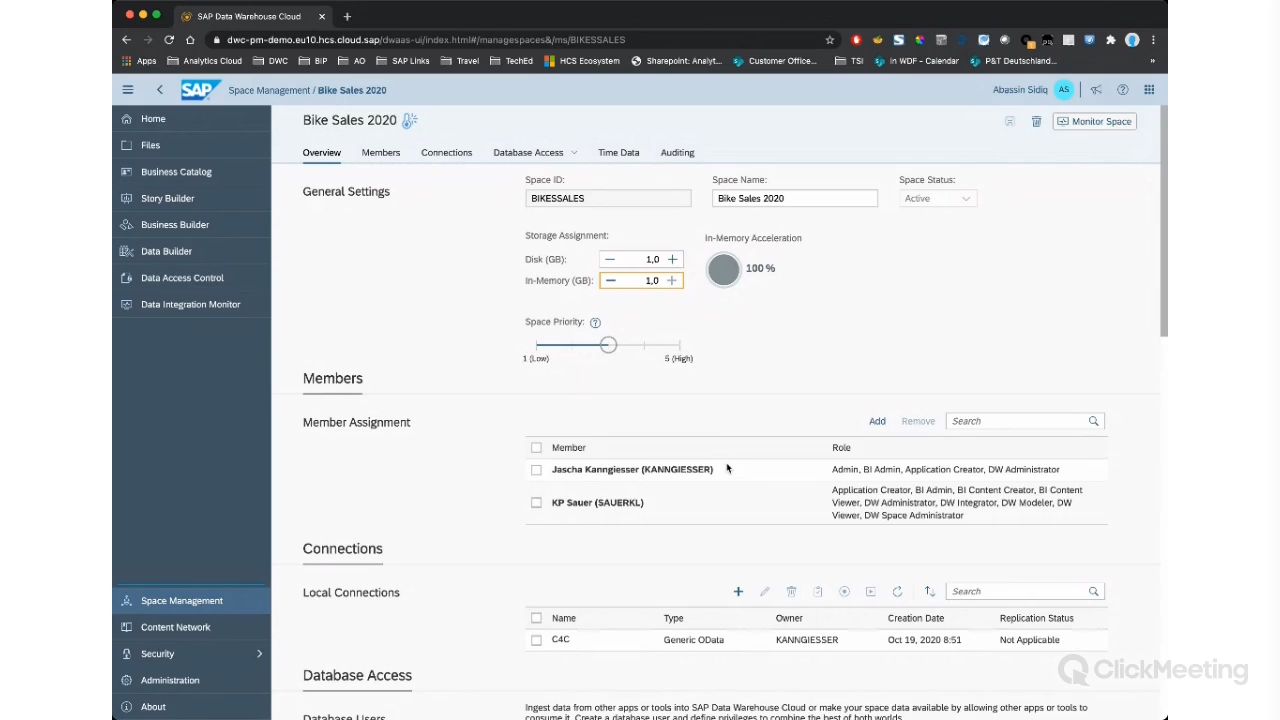 SAP Data Warehouse Cloud
dwc-pm-demo.eu10.hcs.cloud.sap/dwaas-ui/index.html#/managespaces&/ms/BIKESSALES
Apps Analytics Cloud DWC BIP AO SAP Links Travel TechEd HCS Ecosystem Sharepoint: Analyt... Customer Office... TSI in WDF - Calendar P&T Deutschland... »
SAP Space Management / Bike Sales 2020 Abassin Sidiq AS
Home
Files
Business Catalog
Story Builder
Business Builder
Data Builder
Data Access Control
Data Integration Monitor
Space Management
Content Network
Security
Administration
About
Bike Sales 2020 Monitor Space
Overview Members Connections Database Access Time Data Auditing
General Settings
Space ID: Space Name: Space Status:
BIKESSALES Bike Sales 2020 Active
Storage Assignment: In-Memory Acceleration
Disk (GB): 1,0
100 %
In-Memory (GB): 1,0
Space Priority:
1 (Low) 5 (High)
Members
Member Assignment Add Remove Search
Member Role
Jascha Kanngiesser (KANNGIESSER) Admin, BI Admin, Application Creator, DW Administrator
KP Sauer (SAUERKL) Application Creator, BI Admin, BI Content Creator, BI Content
Viewer, DW Administrator, DW Integrator, DW Modeler, DW
Viewer, DW Space Administrator
Connections
Local Connections Search
Name Type Owner Creation Date Replication Status
C4C Generic OData KANNGIESSER Oct 19, 2020 8:51 Not Applicable
ClickMeeting
Database Access
Database Users Ingest data from other apps or tools into SAP Data Warehouse Cloud or make your space data available by allowing other apps or tools to
consume it. Create a database user and define privileges to combine the best of both worlds.